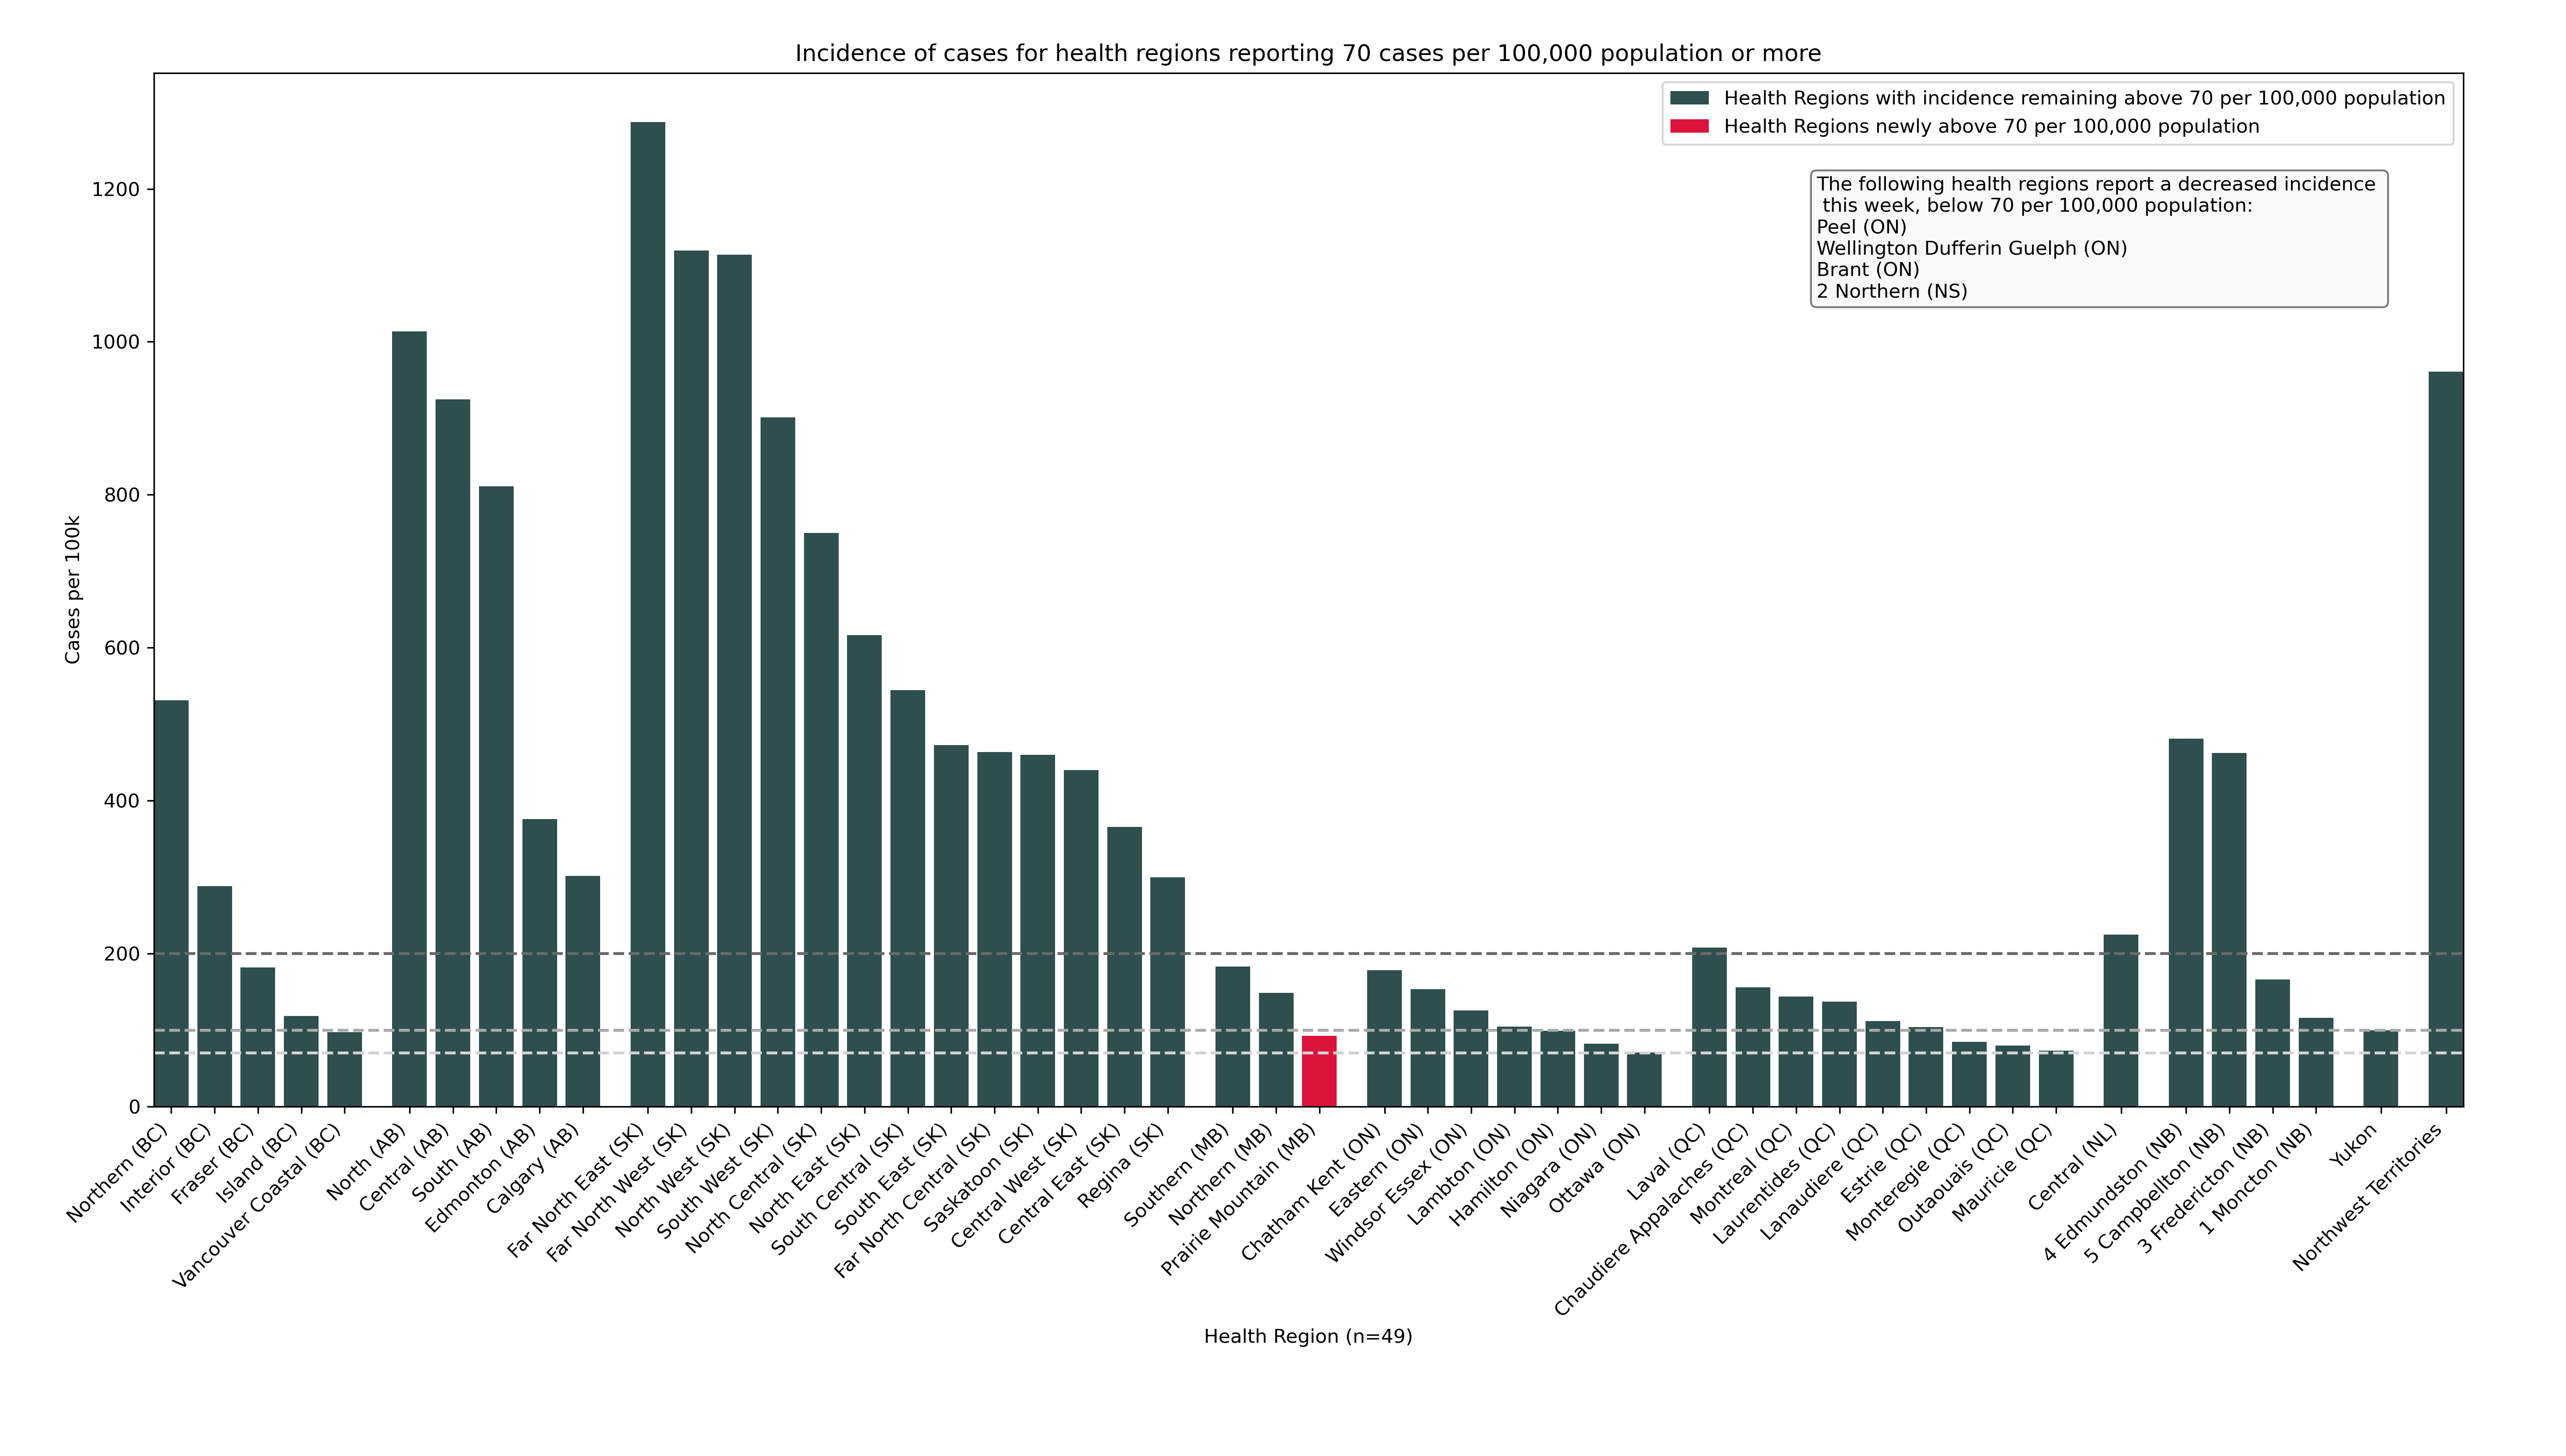 Incidence of cases for health regions reporting 70 cases per 100,000 population or more
Health Regions with incidence remaining above 70 per 100,000 population
Health Regions newly above 70 per 100,000 population
The following health regions report a decreased incidence
this week, below 70 per 100,000 population:
Peel (ON)
Wellington Dufferin Guelph (ON)
Brant (ON)
2 Northern (NS)
Cases per 100k
1200
1000
800
600
400
200
0
Northern (BC)
Interior (BC)
Fraser (BC)
Island (BC)
Vancouver Coastal (BC)
North (AB)
Central (AB)
South (AB)
Edmonton (AB)
Calgary (AB)
Far North East (SK)
Far North West (SK)
North West (SK)
South West (SK)
North Central (SK)
North East (SK)
South Central (SK)
South East (SK)
Far North Central (SK)
Saskatoon (SK)
Central West (SK)
Central East (SK)
Regina (SK)
Southern (MB)
Northern (MB)
Prairie Mountain (MB)
Chatham Kent (ON)
Eastern (ON)
Windsor Essex (ON)
Lambton (ON)
Hamilton (ON)
Niagara (ON)
Ottawa (ON)
Laval (QC)
Chaudiere Appalaches (QC)
Montreal (QC)
Laurentides (QC)
Lanaudiere (QC)
Estrie (QC)
Monteregie (QC)
Outaouais (QC)
Mauricie (QC)
Central (NL)
4 Edmundston (NB)
5 Campbellton (NB)
3 Fredericton (NB)
1 Moncton (NB)
Yukon
Northwest Territories
Health Region (n=49)